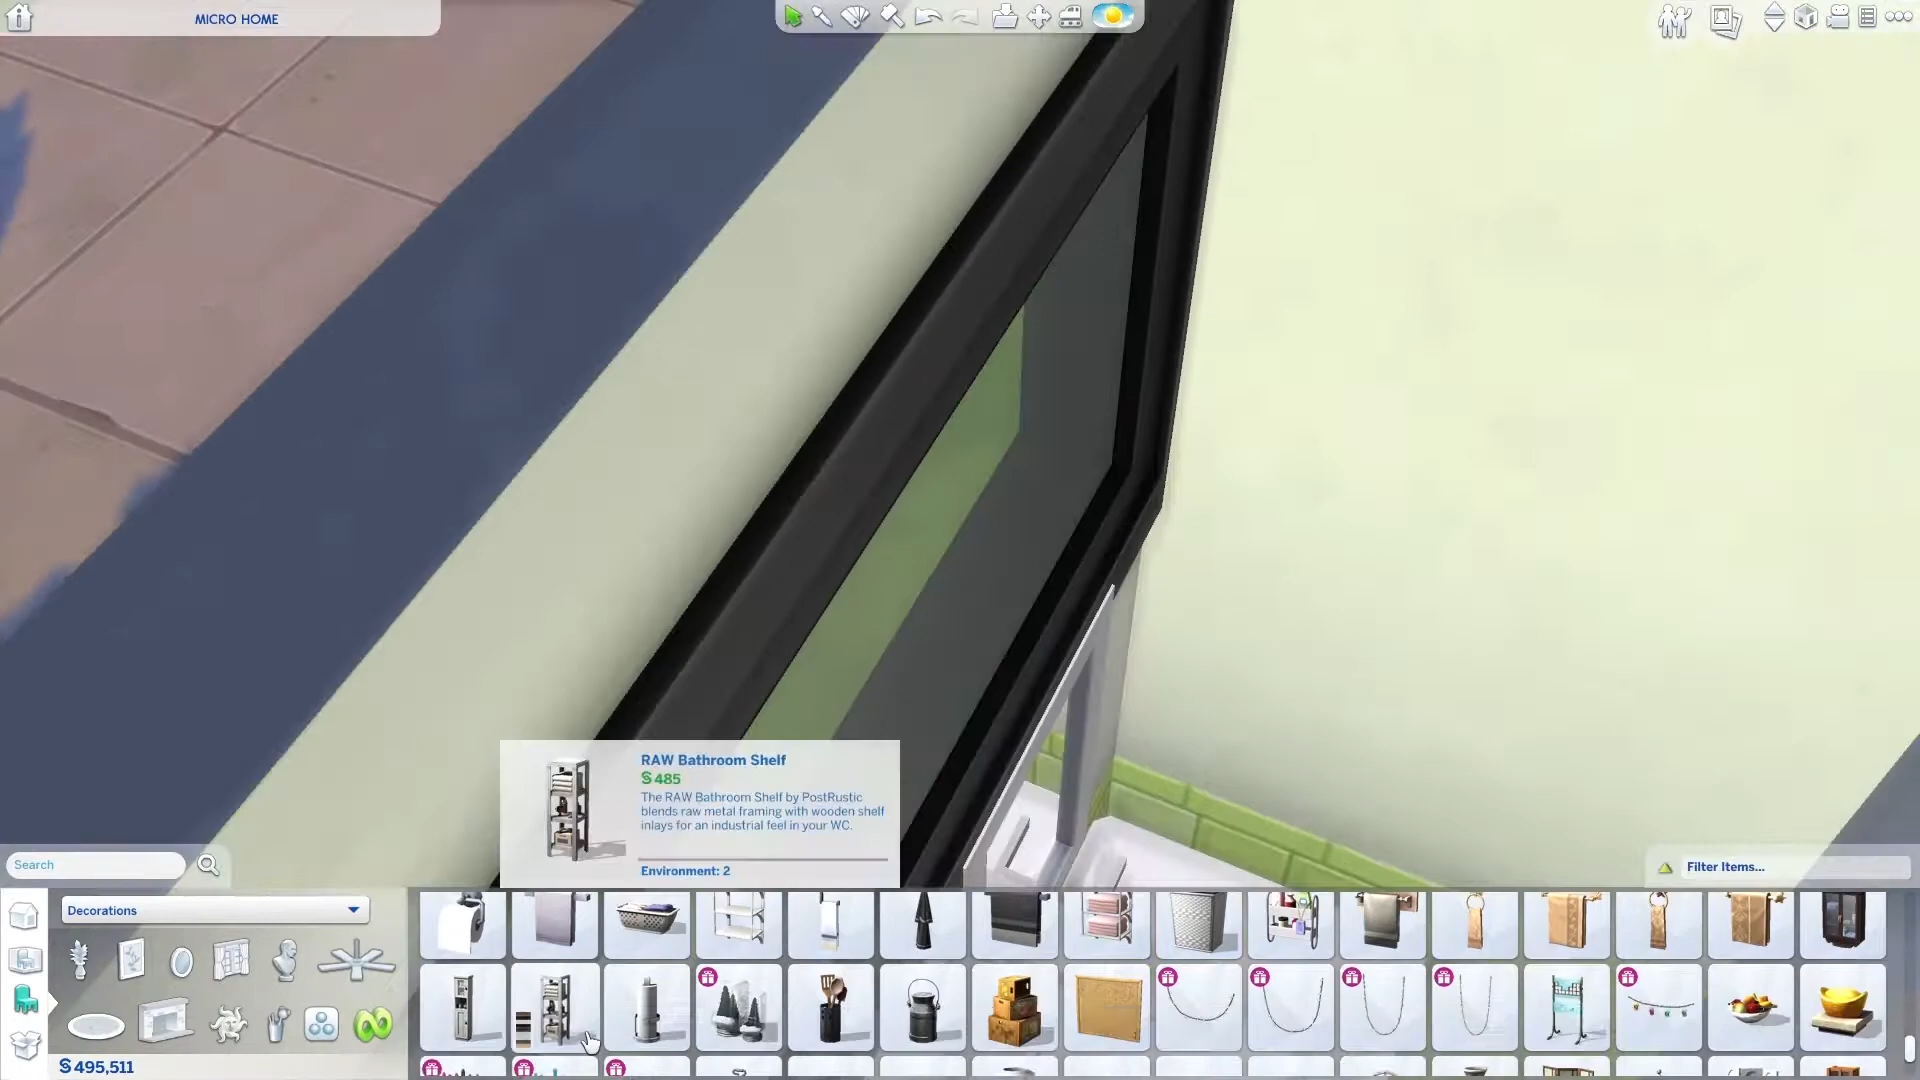 MICRO HOME
RAW Bathroom Shelf
§485
The RAW Bathroom Shelf by PostRustic
blends raw metal framing with wooden shelf
inlays for an industrial feel in your WC.
Environment: 2
Search
Filter Items...
Decorations
§495,511